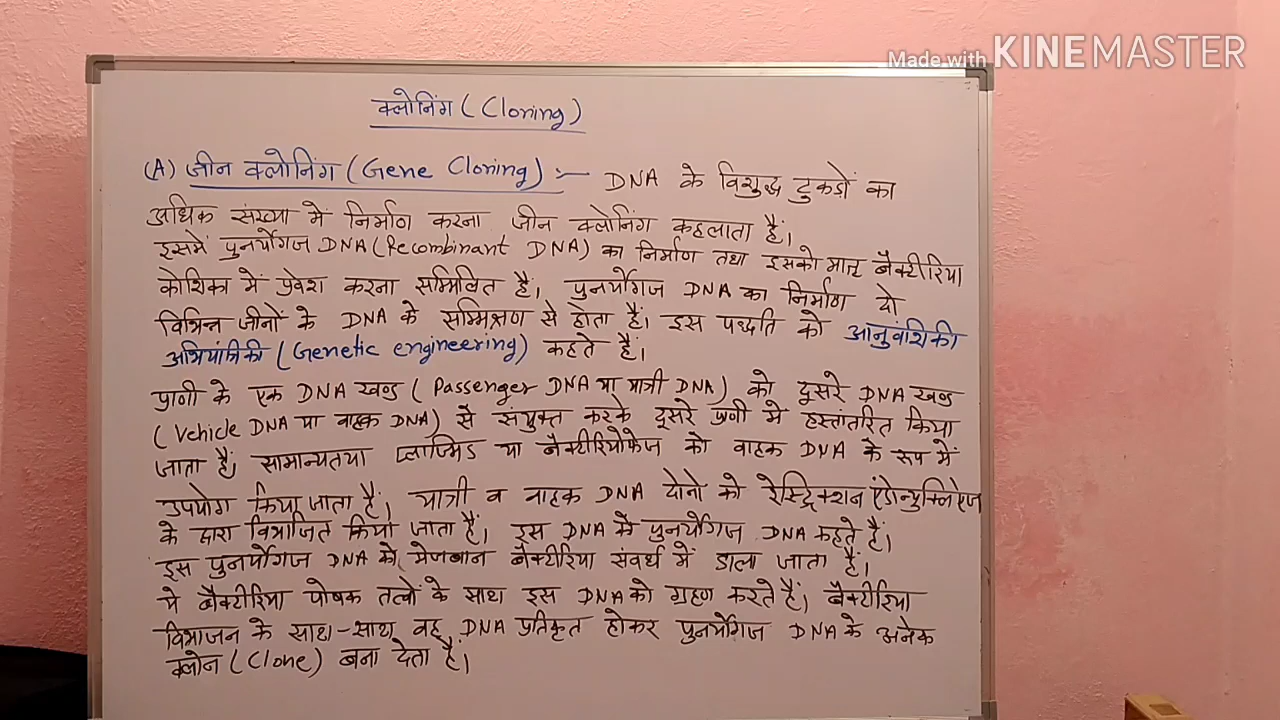 Made with KINEMASTER
क्लोनिंग (Cloning)
(A) जीन क्लोनिंग (Gene Cloning) :- DNA के विशुद्ध टुकड़ों का
अधिक संख्या में निर्माण करना जीन क्लोनिंग कहलाता है।
इसमें पुनर्योगज DNA (Recombinant DNA) का निर्माण तथा इसको मातृ बैक्टीरिया
कोशिका में प्रवेश करना सम्मिलित है। पुनर्योगज DNA का निर्माण दो
विभिन्न जीनों के DNA के सम्मिश्रण से होता है। इस पद्धति को आनुवंशिकी
अभियांत्रिकी (Genetic engineering) कहते हैं।
प्राणी के एक DNA खण्ड (Passenger DNA या यात्री DNA) को दूसरे DNA खण्ड
(Vehicle DNA या वाहक DNA) से संयुक्त करके दूसरे प्राणी में हस्तांतरित किया
जाता है। सामान्यतया प्लाज्मिड या बैक्टीरियोफेज को वाहक DNA के रूप में
उपयोग किया जाता है। यात्री व वाहक DNA दोनो को रेस्ट्रिक्शन एंडोन्युक्लिऐज
के द्वारा विभाजित किया जाता है। इस DNA को पुनर्योगज DNA कहते है।
इस पुनर्योगज DNA को मेजबान बैक्टीरिया संवर्ध में डाला जाता है।
ये बैक्टीरिया पोषक तत्वों के साथ इस DNA को ग्रहण करते हैं। बैक्टीरिया
विभाजन के साथ-साथ वह DNA प्रतिकृत होकर पुनर्योगज DNA के अनेक
क्लोन (Clone) बना देता है।